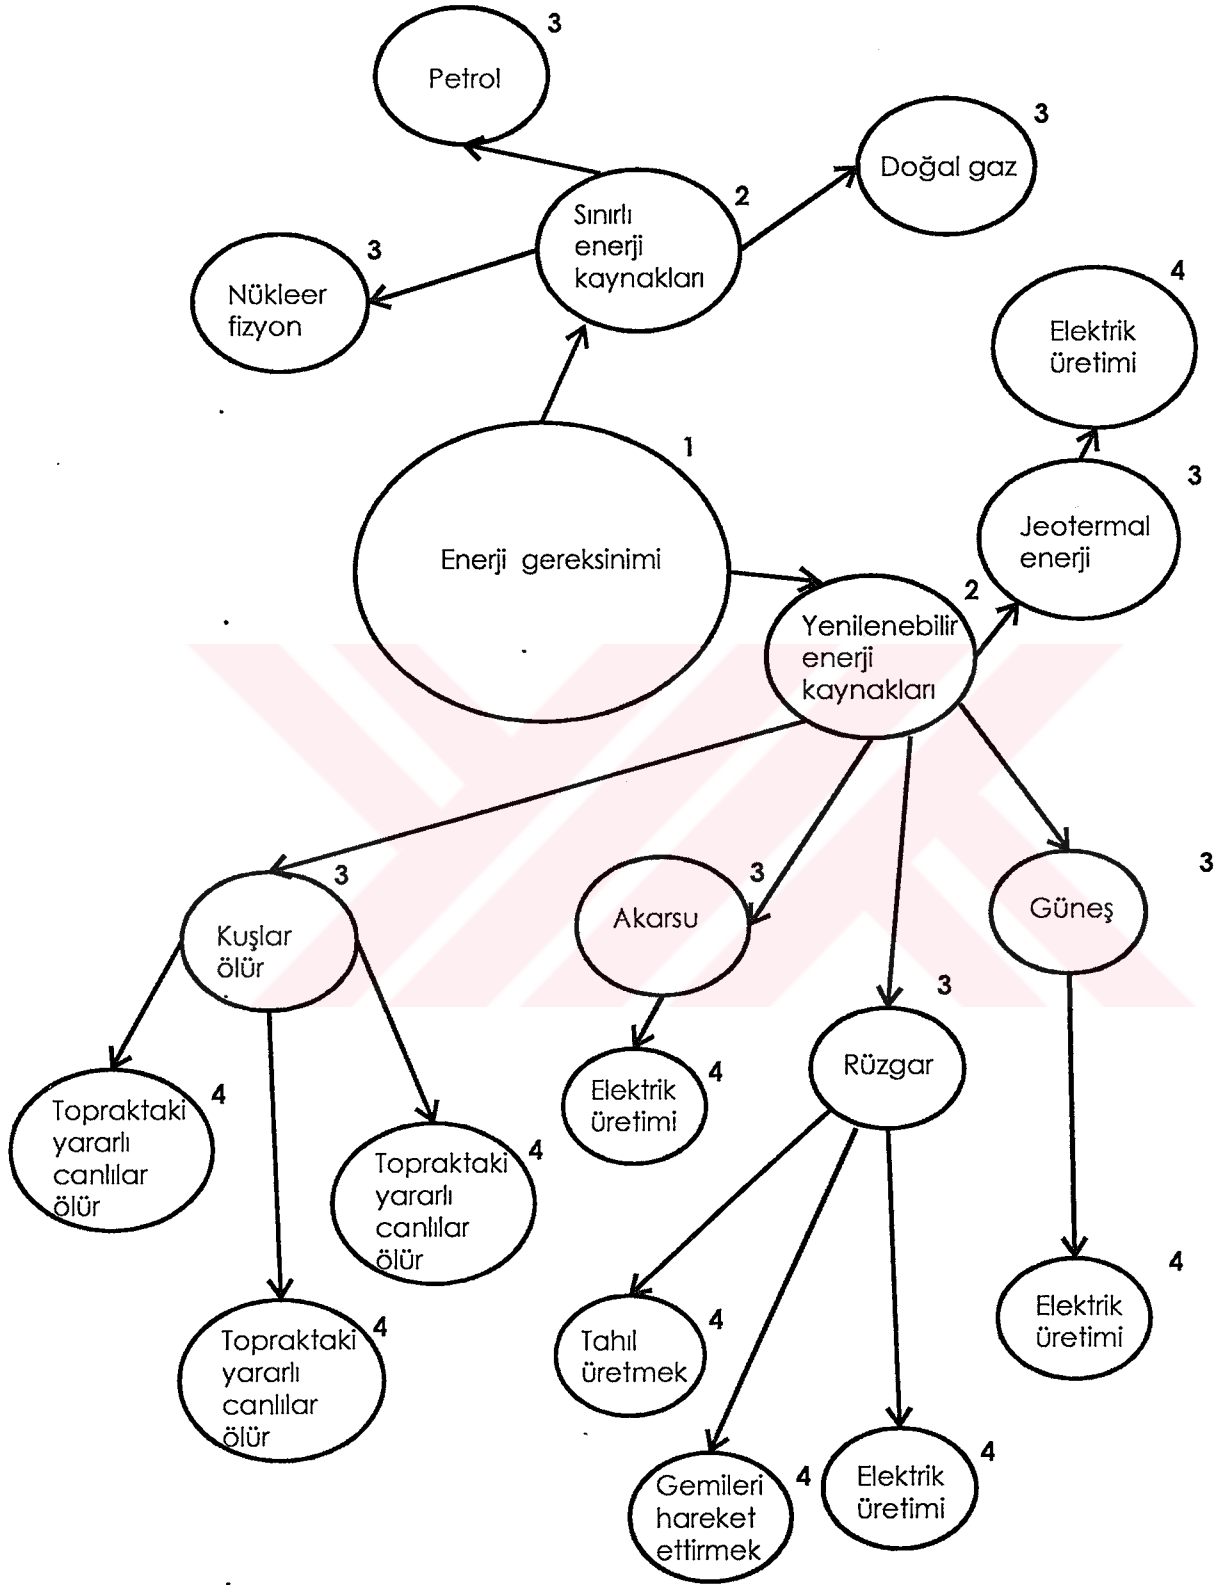 3
Petrol
3
Doğal gaz
2
Sınırlı
enerji
kaynakları
3
Nükleer
fizyon
4
Elektrik
üretimi
1
Enerji gereksinimi
3
Jeotermal
enerji
2
Yenilenebilir
enerji
kaynakları
3
Kuşlar
ölür
3
Akarsu
3
Güneş
3
Rüzgar
4
Topraktaki
yararlı
canlılar
ölür
4
Elektrik
üretimi
4
Topraktaki
yararlı
canlılar
ölür
4
Topraktaki
yararlı
canlılar
ölür
4
Tahıl
üretmek
4
Elektrik
üretimi
4
Gemileri
hareket
ettirmek
4
Elektrik
üretimi